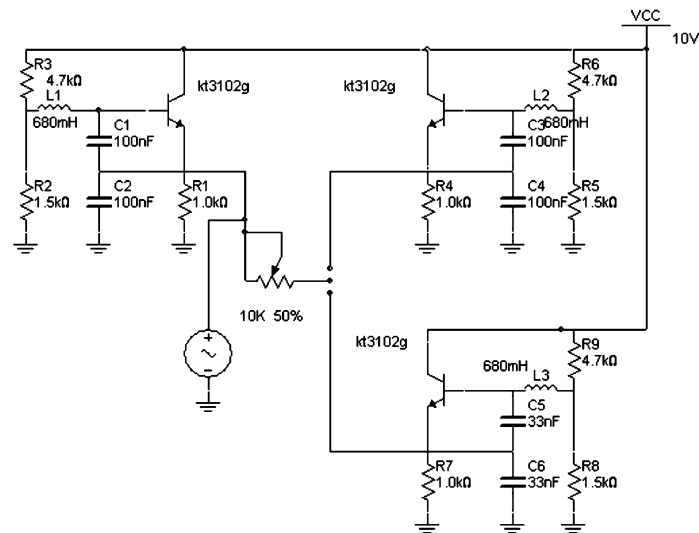 VCC
10V
R3
4.7kΩ
L1
680mH
kt3102g
C1
100nF
R2
1.5kΩ
C2
100nF
R1
1.0kΩ
kt3102g
R6
4.7kΩ
L2
680mH
C3
100nF
R4
1.0kΩ
C4
100nF
R5
1.5kΩ
10K 50%
kt3102g
680mH
L3
R9
4.7kΩ
C5
33nF
R7
1.0kΩ
C6
33nF
R8
1.5kΩ